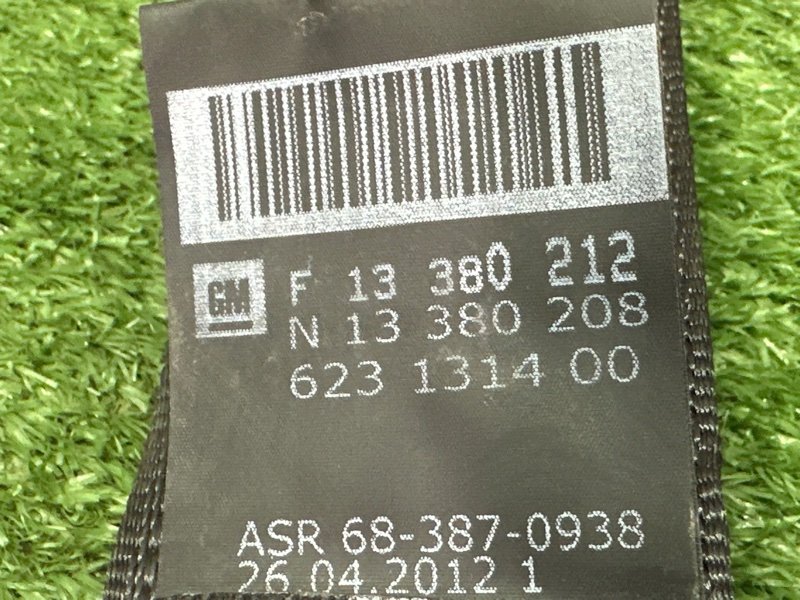 GM
F 13 380 212
N 13 380 208
623 1314 00
ASR 68-387-0938
26.04.2012 1